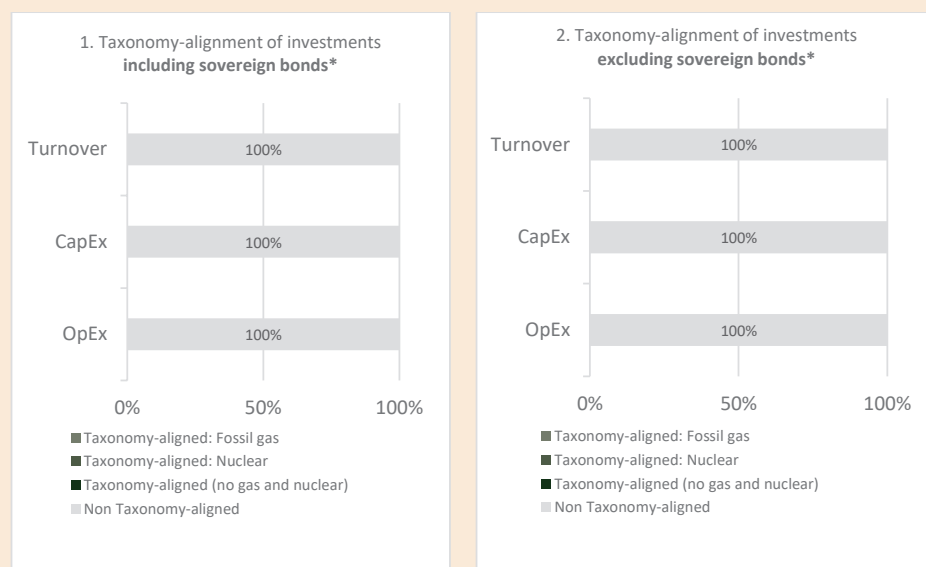 1. Taxonomy-alignment of investments
including sovereign bonds*
Turnover
100%
CapEx
100%
OpEx
100%
0% 50% 100%
Taxonomy-aligned: Fossil gas
Taxonomy-aligned: Nuclear
Taxonomy-aligned (no gas and nuclear)
Non Taxonomy-aligned
2. Taxonomy-alignment of investments
excluding sovereign bonds*
Turnover
100%
CapEx
100%
OpEx
100%
0% 50% 100%
Taxonomy-aligned: Fossil gas
Taxonomy-aligned: Nuclear
Taxonomy-aligned (no gas and nuclear)
Non Taxonomy-aligned